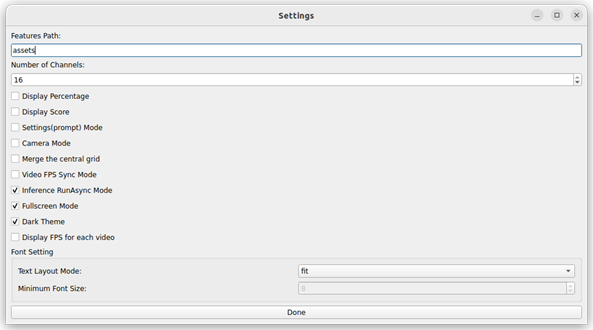 Settings
Features Path:
assets
Number of Channels:
16
Display Percentage
Display Score
Settings(prompt) Mode
Camera Mode
Merge the central grid
Video FPS Sync Mode
Inference RunAsync Mode
Fullscreen Mode
Dark Theme
Display FPS for each video
Font Setting
Text Layout Mode: fit
Minimum Font Size: 8
Done